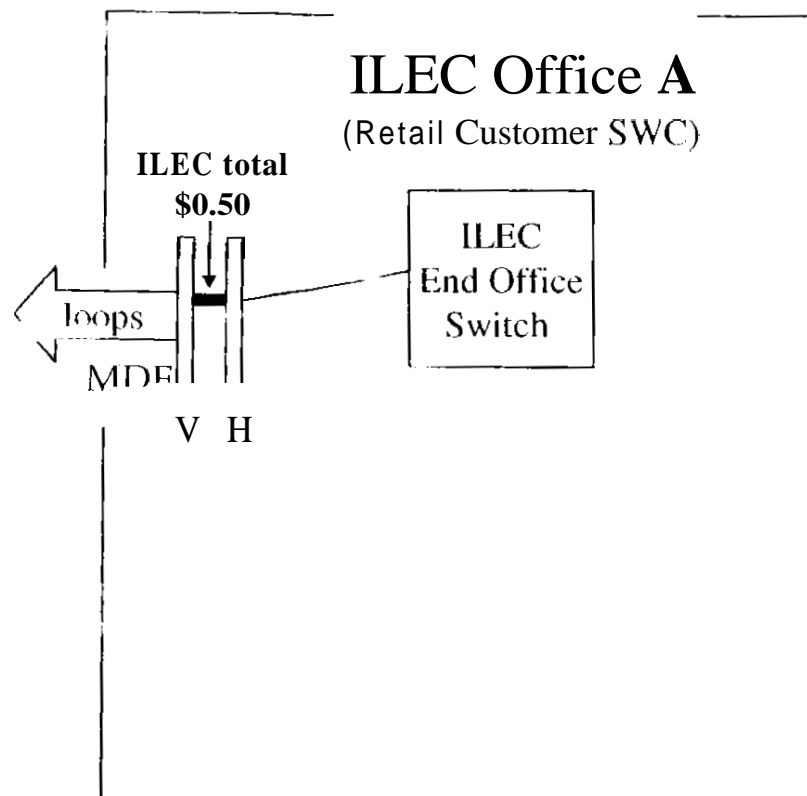 ILEC Office A
(Retail Customer SWC)
ILEC total
$0.50
ILEC
End Office
Switch
loops
MDF
V H